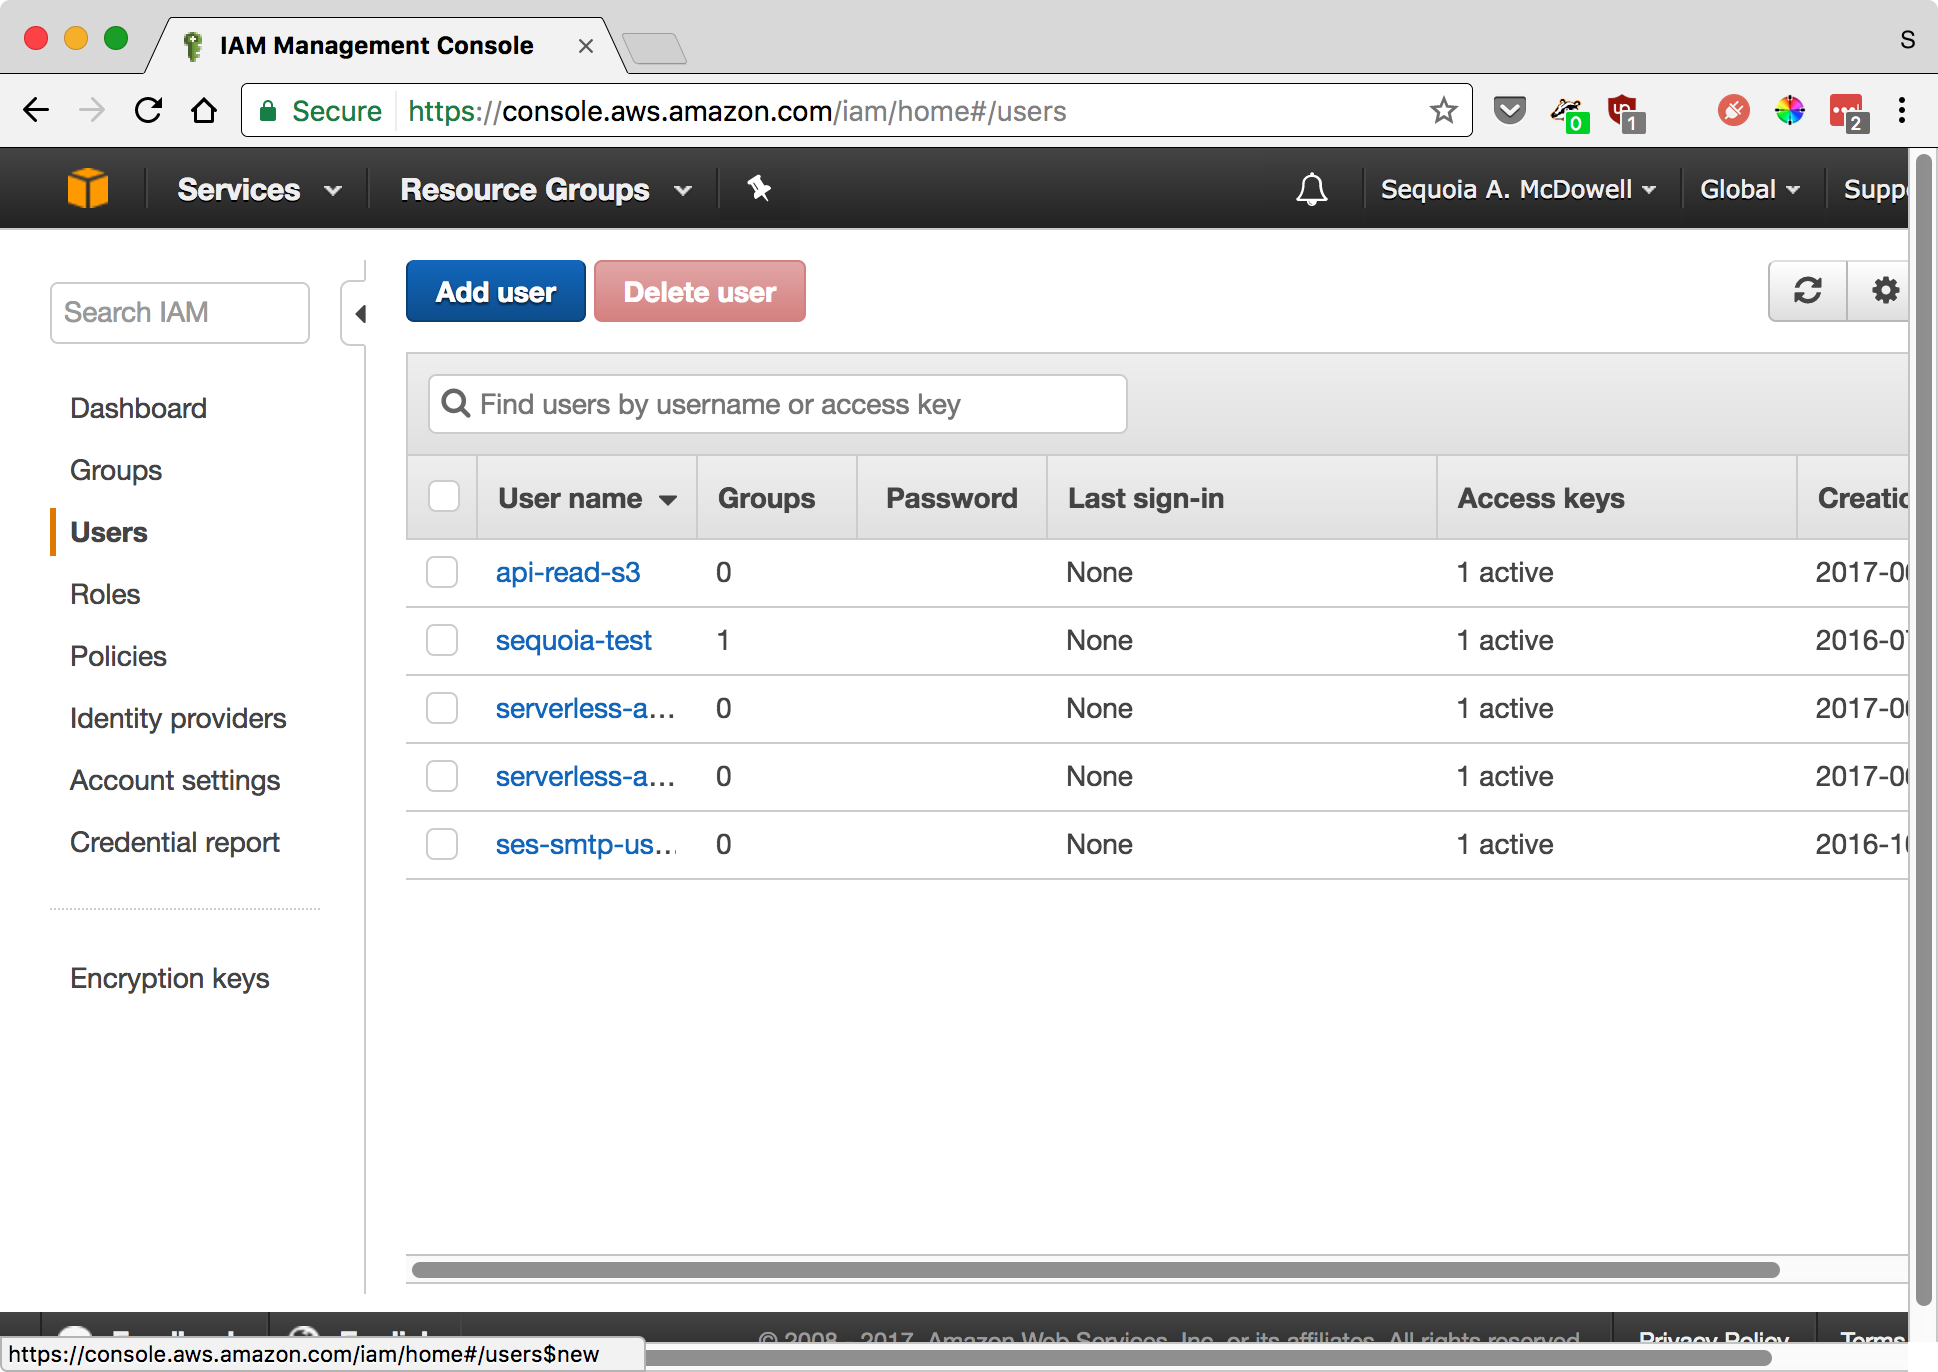 IAM Management Console
S
Secure https://console.aws.amazon.com/iam/home#/users
0
1
2
Services Resource Groups Sequoia A. McDowell Global Supp
Search IAM
Add user Delete user
Find users by username or access key
Dashboard
Groups
Users
Roles
Policies
Identity providers
Account settings
Credential report
Encryption keys
User name Groups Password Last sign-in Access keys Creatio
api-read-s3 0 None 1 active 2017-0
sequoia-test 1 None 1 active 2016-0
serverless-a... 0 None 1 active 2017-0
serverless-a... 0 None 1 active 2017-0
ses-smtp-us... 0 None 1 active 2016-1
© 2008 - 2017, Amazon Web Services, Inc. or its affiliates. All rights reserved. Privacy Policy Terms
https://console.aws.amazon.com/iam/home#/users$new